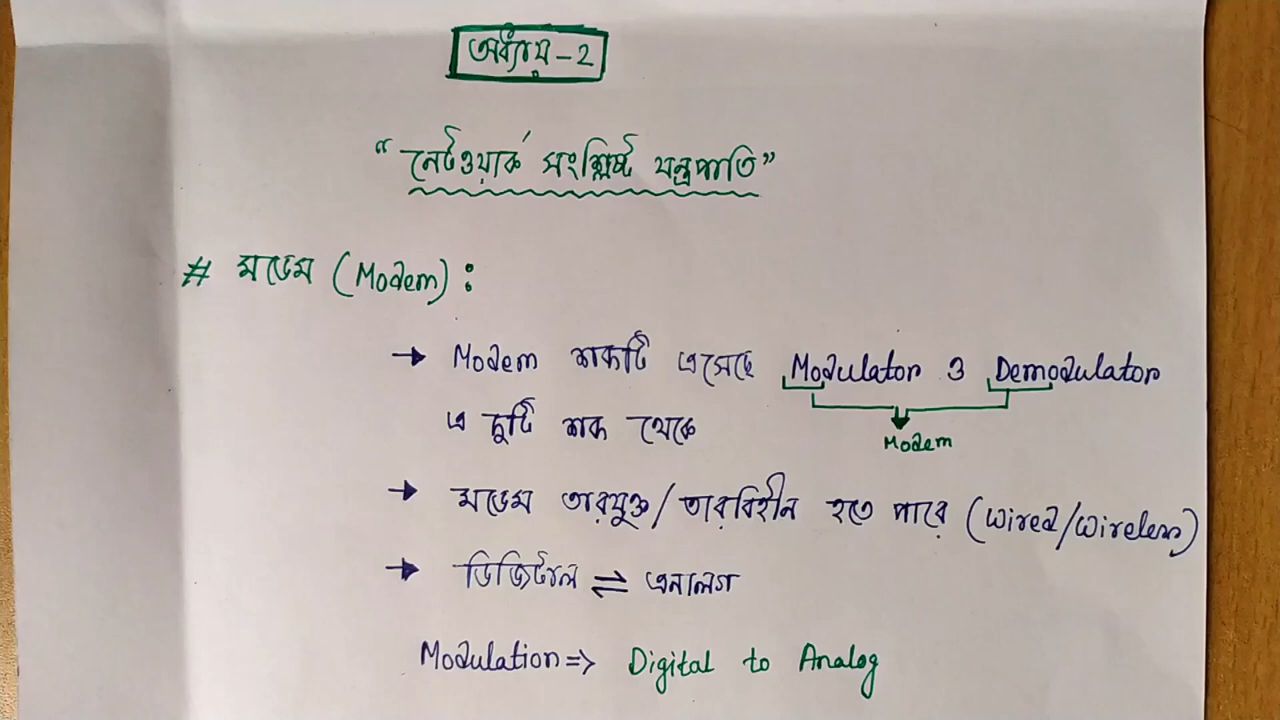 অধ্যায় - 2
"নেটওয়ার্ক সংশ্লিষ্ট যন্ত্রপাতি"
# মডেম (Modem) :
→ Modem শব্দটি এসেছে Modulator ও Demodulator
এ দুটি শব্দ থেকে
Modem
→ মডেম তারযুক্ত / তারবিহীন হতে পারে (wired/wireless)
→ ডিজিটাল ⇌ এনালগ
Modulation => Digital to Analog